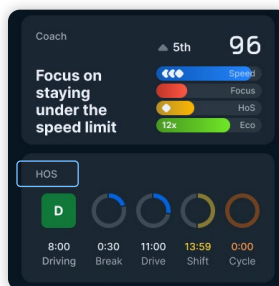 Coach
5th
96
Focus on
staying
under the
speed limit
Speed
Focus
HoS
12x Eco
HOS
D
8:00 0:30 11:00 13:59 0:00
Driving Break Drive Shift Cycle